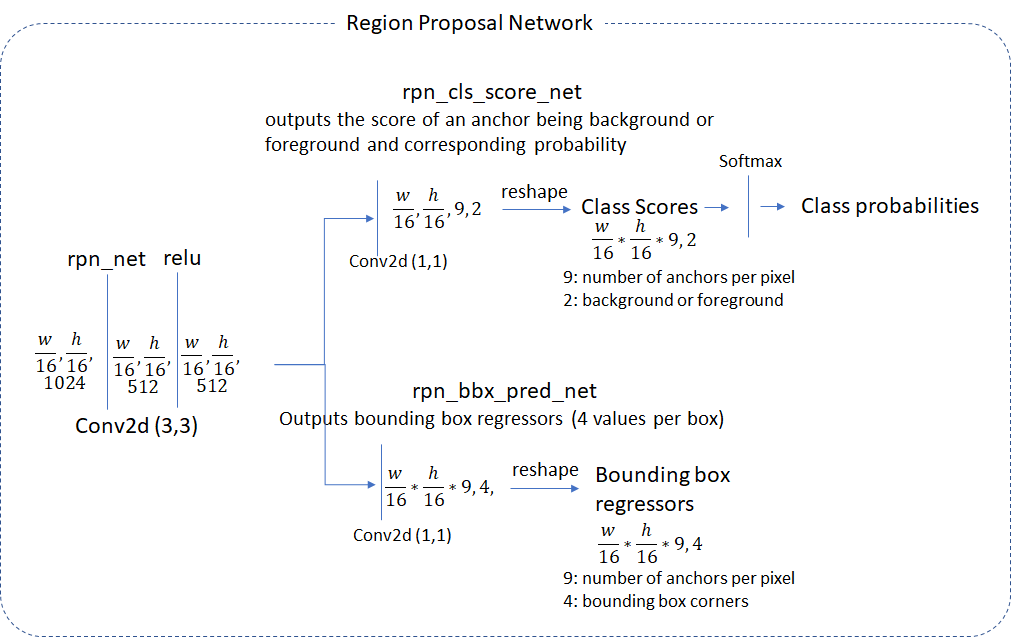 Region Proposal Network
rpn_cls_score_net
outputs the score of an anchor being background or
foreground and corresponding probability
Softmax
w/16, h/16, 9, 2
reshape
Class Scores
Class probabilities
w/16 * h/16 * 9, 2
Conv2d (1,1)
9: number of anchors per pixel
2: background or foreground
rpn_net relu
w/16, h/16,
1024
w/16, h/16,
512
w/16, h/16,
512
Conv2d (3,3)
rpn_bbx_pred_net
Outputs bounding box regressors (4 values per box)
w/16 * h/16 * 9, 4,
reshape
Bounding box
regressors
Conv2d (1,1)
w/16 * h/16 * 9, 4
9: number of anchors per pixel
4: bounding box corners